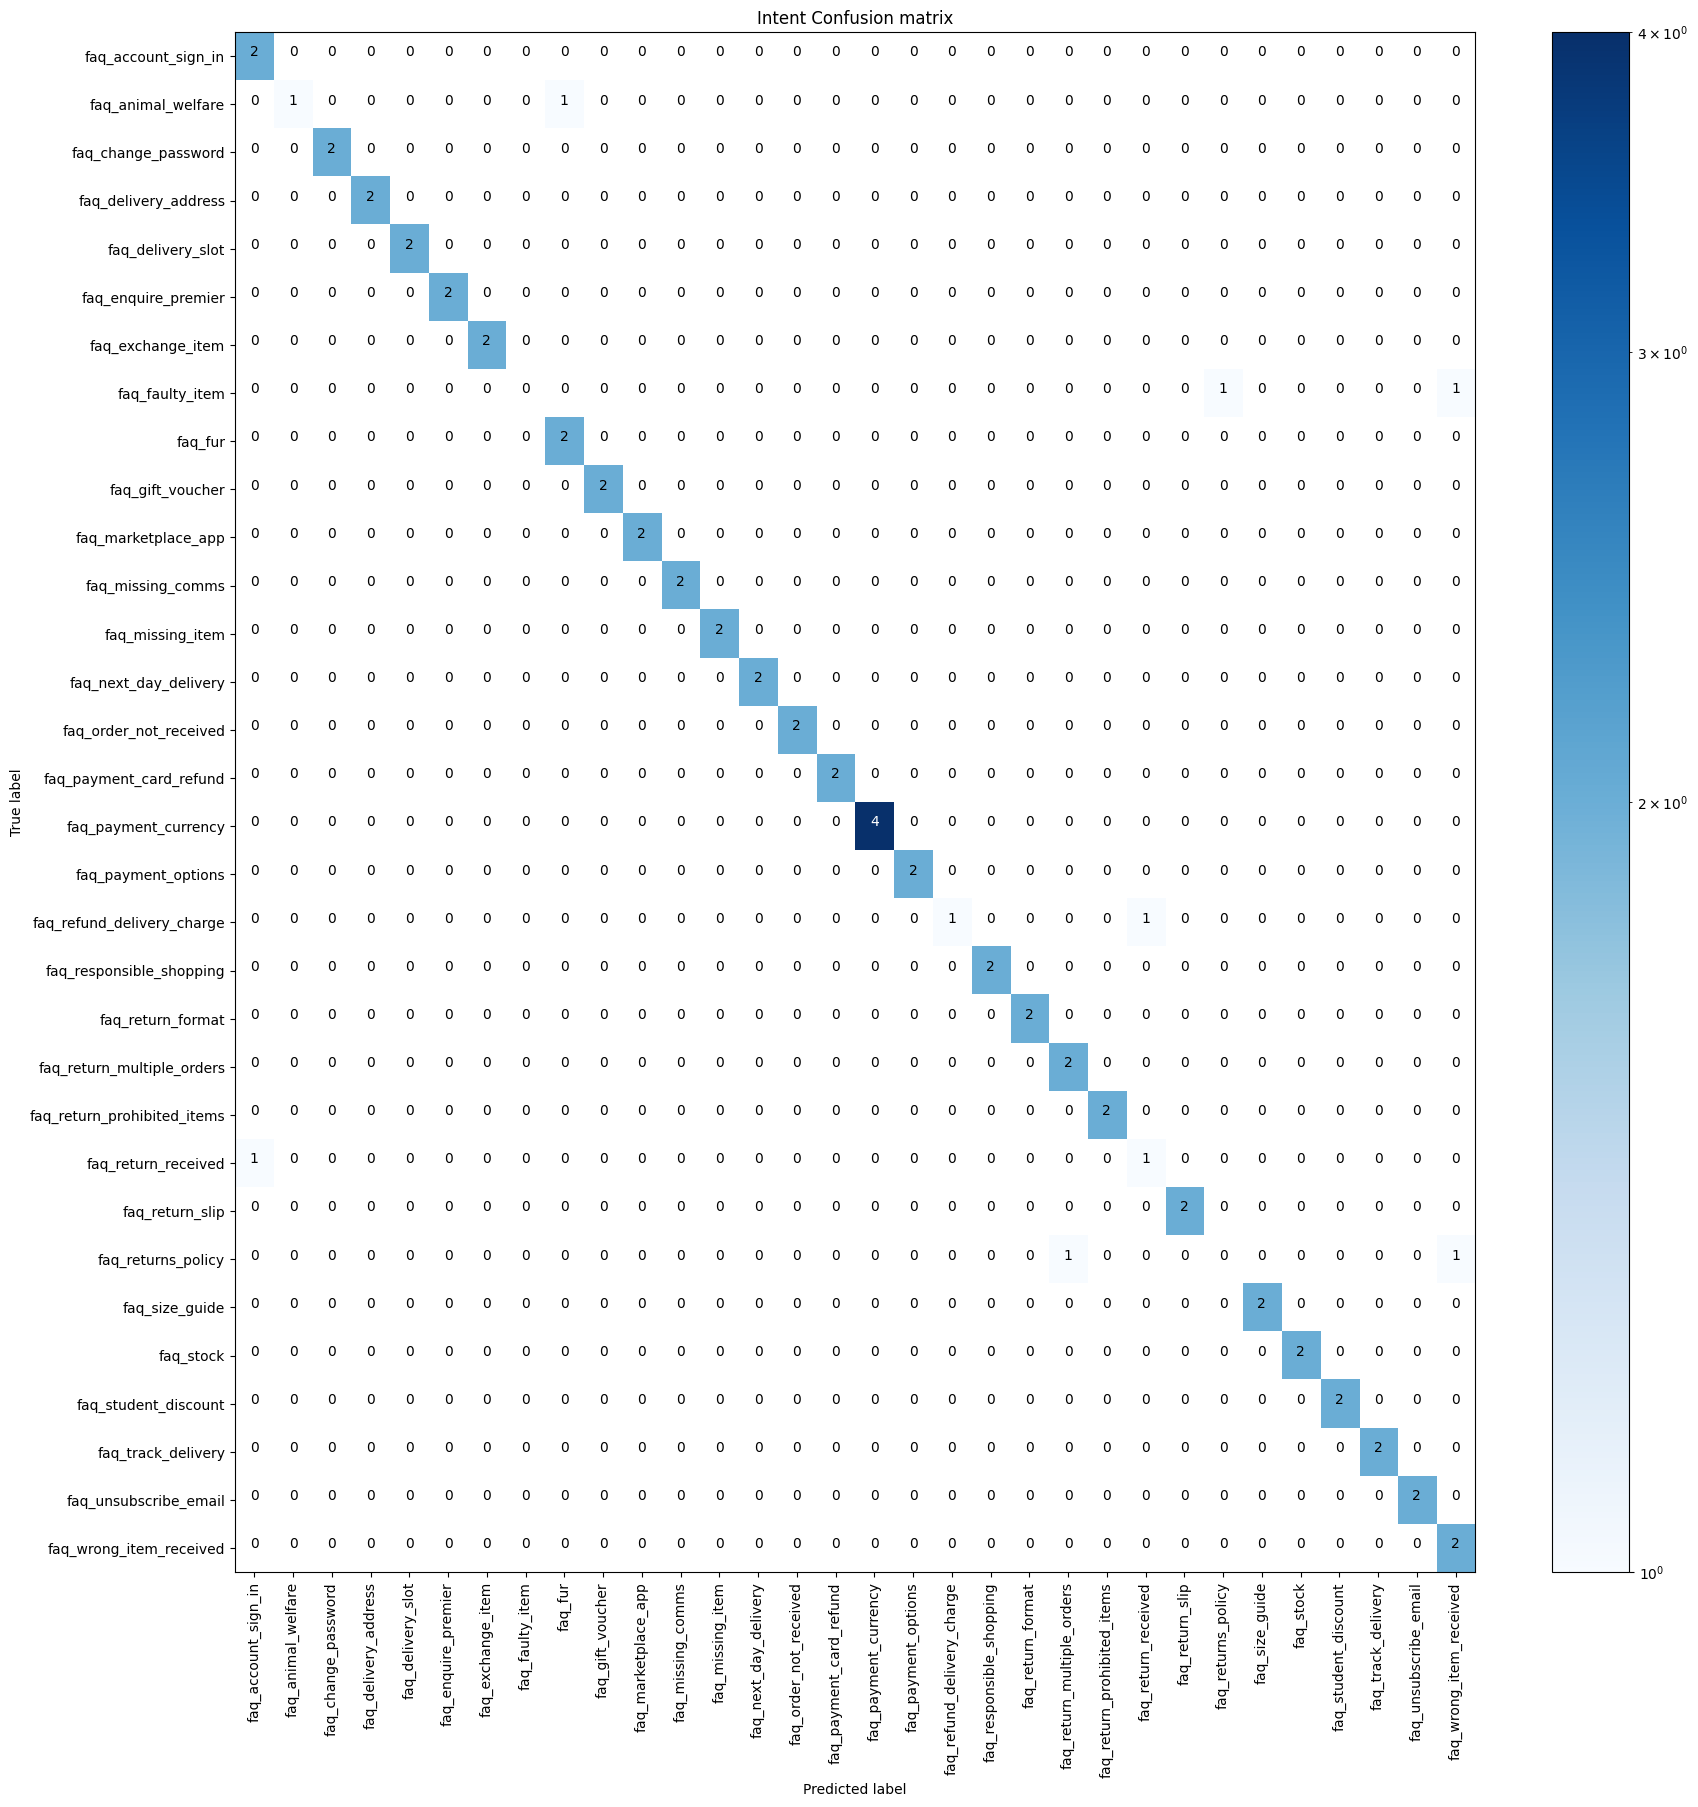 Intent Confusion matrix
faq_account_sign_in 2 0 0 0 0 0 0 0 0 0 0 0 0 0 0 0 0 0 0 0 0 0 0 0 0 0 0 0 0 0 0 0
faq_animal_welfare 0 1 0 0 0 0 0 0 1 0 0 0 0 0 0 0 0 0 0 0 0 0 0 0 0 0 0 0 0 0 0 0
faq_change_password 0 0 2 0 0 0 0 0 0 0 0 0 0 0 0 0 0 0 0 0 0 0 0 0 0 0 0 0 0 0 0 0
faq_delivery_address 0 0 0 2 0 0 0 0 0 0 0 0 0 0 0 0 0 0 0 0 0 0 0 0 0 0 0 0 0 0 0 0
faq_delivery_slot 0 0 0 0 2 0 0 0 0 0 0 0 0 0 0 0 0 0 0 0 0 0 0 0 0 0 0 0 0 0 0 0
faq_enquire_premier 0 0 0 0 0 2 0 0 0 0 0 0 0 0 0 0 0 0 0 0 0 0 0 0 0 0 0 0 0 0 0 0
faq_exchange_item 0 0 0 0 0 0 2 0 0 0 0 0 0 0 0 0 0 0 0 0 0 0 0 0 0 0 0 0 0 0 0 0
faq_faulty_item 0 0 0 0 0 0 0 0 0 0 0 0 0 0 0 0 0 0 0 0 0 0 0 0 0 1 0 0 0 0 0 1
faq_fur 0 0 0 0 0 0 0 0 2 0 0 0 0 0 0 0 0 0 0 0 0 0 0 0 0 0 0 0 0 0 0 0
faq_gift_voucher 0 0 0 0 0 0 0 0 0 2 0 0 0 0 0 0 0 0 0 0 0 0 0 0 0 0 0 0 0 0 0 0
faq_marketplace_app 0 0 0 0 0 0 0 0 0 0 2 0 0 0 0 0 0 0 0 0 0 0 0 0 0 0 0 0 0 0 0 0
faq_missing_comms 0 0 0 0 0 0 0 0 0 0 0 2 0 0 0 0 0 0 0 0 0 0 0 0 0 0 0 0 0 0 0 0
faq_missing_item 0 0 0 0 0 0 0 0 0 0 0 0 2 0 0 0 0 0 0 0 0 0 0 0 0 0 0 0 0 0 0 0
faq_next_day_delivery 0 0 0 0 0 0 0 0 0 0 0 0 0 2 0 0 0 0 0 0 0 0 0 0 0 0 0 0 0 0 0 0
faq_order_not_received 0 0 0 0 0 0 0 0 0 0 0 0 0 0 2 0 0 0 0 0 0 0 0 0 0 0 0 0 0 0 0 0
faq_payment_card_refund 0 0 0 0 0 0 0 0 0 0 0 0 0 0 0 2 0 0 0 0 0 0 0 0 0 0 0 0 0 0 0 0
faq_payment_currency 0 0 0 0 0 0 0 0 0 0 0 0 0 0 0 0 4 0 0 0 0 0 0 0 0 0 0 0 0 0 0 0
faq_payment_options 0 0 0 0 0 0 0 0 0 0 0 0 0 0 0 0 0 2 0 0 0 0 0 0 0 0 0 0 0 0 0 0
faq_refund_delivery_charge 0 0 0 0 0 0 0 0 0 0 0 0 0 0 0 0 0 0 1 0 0 0 0 1 0 0 0 0 0 0 0 0
faq_responsible_shopping 0 0 0 0 0 0 0 0 0 0 0 0 0 0 0 0 0 0 0 2 0 0 0 0 0 0 0 0 0 0 0 0
faq_return_format 0 0 0 0 0 0 0 0 0 0 0 0 0 0 0 0 0 0 0 0 2 0 0 0 0 0 0 0 0 0 0 0
faq_return_multiple_orders 0 0 0 0 0 0 0 0 0 0 0 0 0 0 0 0 0 0 0 0 0 2 0 0 0 0 0 0 0 0 0 0
faq_return_prohibited_items 0 0 0 0 0 0 0 0 0 0 0 0 0 0 0 0 0 0 0 0 0 0 2 0 0 0 0 0 0 0 0 0
faq_return_received 1 0 0 0 0 0 0 0 0 0 0 0 0 0 0 0 0 0 0 0 0 0 0 1 0 0 0 0 0 0 0 0
faq_return_slip 0 0 0 0 0 0 0 0 0 0 0 0 0 0 0 0 0 0 0 0 0 0 0 0 2 0 0 0 0 0 0 0
faq_returns_policy 0 0 0 0 0 0 0 0 0 0 0 0 0 0 0 0 0 0 0 0 0 1 0 0 0 0 0 0 0 0 0 1
faq_size_guide 0 0 0 0 0 0 0 0 0 0 0 0 0 0 0 0 0 0 0 0 0 0 0 0 0 0 2 0 0 0 0 0
faq_stock 0 0 0 0 0 0 0 0 0 0 0 0 0 0 0 0 0 0 0 0 0 0 0 0 0 0 0 2 0 0 0 0
faq_student_discount 0 0 0 0 0 0 0 0 0 0 0 0 0 0 0 0 0 0 0 0 0 0 0 0 0 0 0 0 2 0 0 0
faq_track_delivery 0 0 0 0 0 0 0 0 0 0 0 0 0 0 0 0 0 0 0 0 0 0 0 0 0 0 0 0 0 2 0 0
faq_unsubscribe_email 0 0 0 0 0 0 0 0 0 0 0 0 0 0 0 0 0 0 0 0 0 0 0 0 0 0 0 0 0 0 2 0
faq_wrong_item_received 0 0 0 0 0 0 0 0 0 0 0 0 0 0 0 0 0 0 0 0 0 0 0 0 0 0 0 0 0 0 0 2
True label
faq_account_sign_in
faq_animal_welfare
faq_change_password
faq_delivery_address
faq_delivery_slot
faq_enquire_premier
faq_exchange_item
faq_faulty_item
faq_fur
faq_gift_voucher
faq_marketplace_app
faq_missing_comms
faq_missing_item
faq_next_day_delivery
faq_order_not_received
faq_payment_card_refund
faq_payment_currency
faq_payment_options
faq_refund_delivery_charge
faq_responsible_shopping
faq_return_format
faq_return_multiple_orders
faq_return_prohibited_items
faq_return_received
faq_return_slip
faq_returns_policy
faq_size_guide
faq_stock
faq_student_discount
faq_track_delivery
faq_unsubscribe_email
faq_wrong_item_received
Predicted label
4 × 10⁰
3 × 10⁰
2 × 10⁰
10⁰